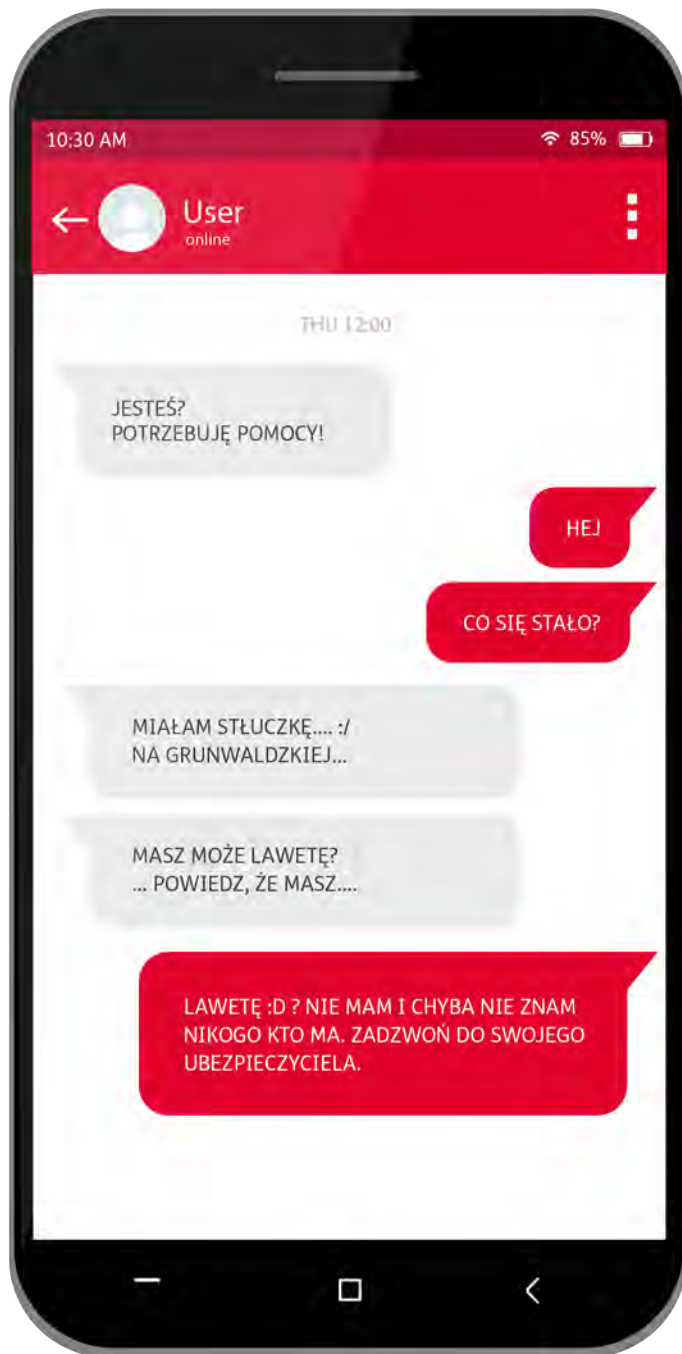 10:30 AM 85%
User
online
THU 12:00
JESTEŚ?
POTRZEBUJĘ POMOCY!
HEJ
CO SIĘ STAŁO?
MIAŁAM STŁUCZKĘ.... :/
NA GRUNWALDZKIEJ...
MASZ MOŻE LAWETĘ?
... POWIEDZ, ŻE MASZ....
LAWETĘ :D ? NIE MAM I CHYBA NIE ZNAM
NIKOGO KTO MA. ZADZWOŃ DO SWOJEGO
UBEZPIECZYCIELA.